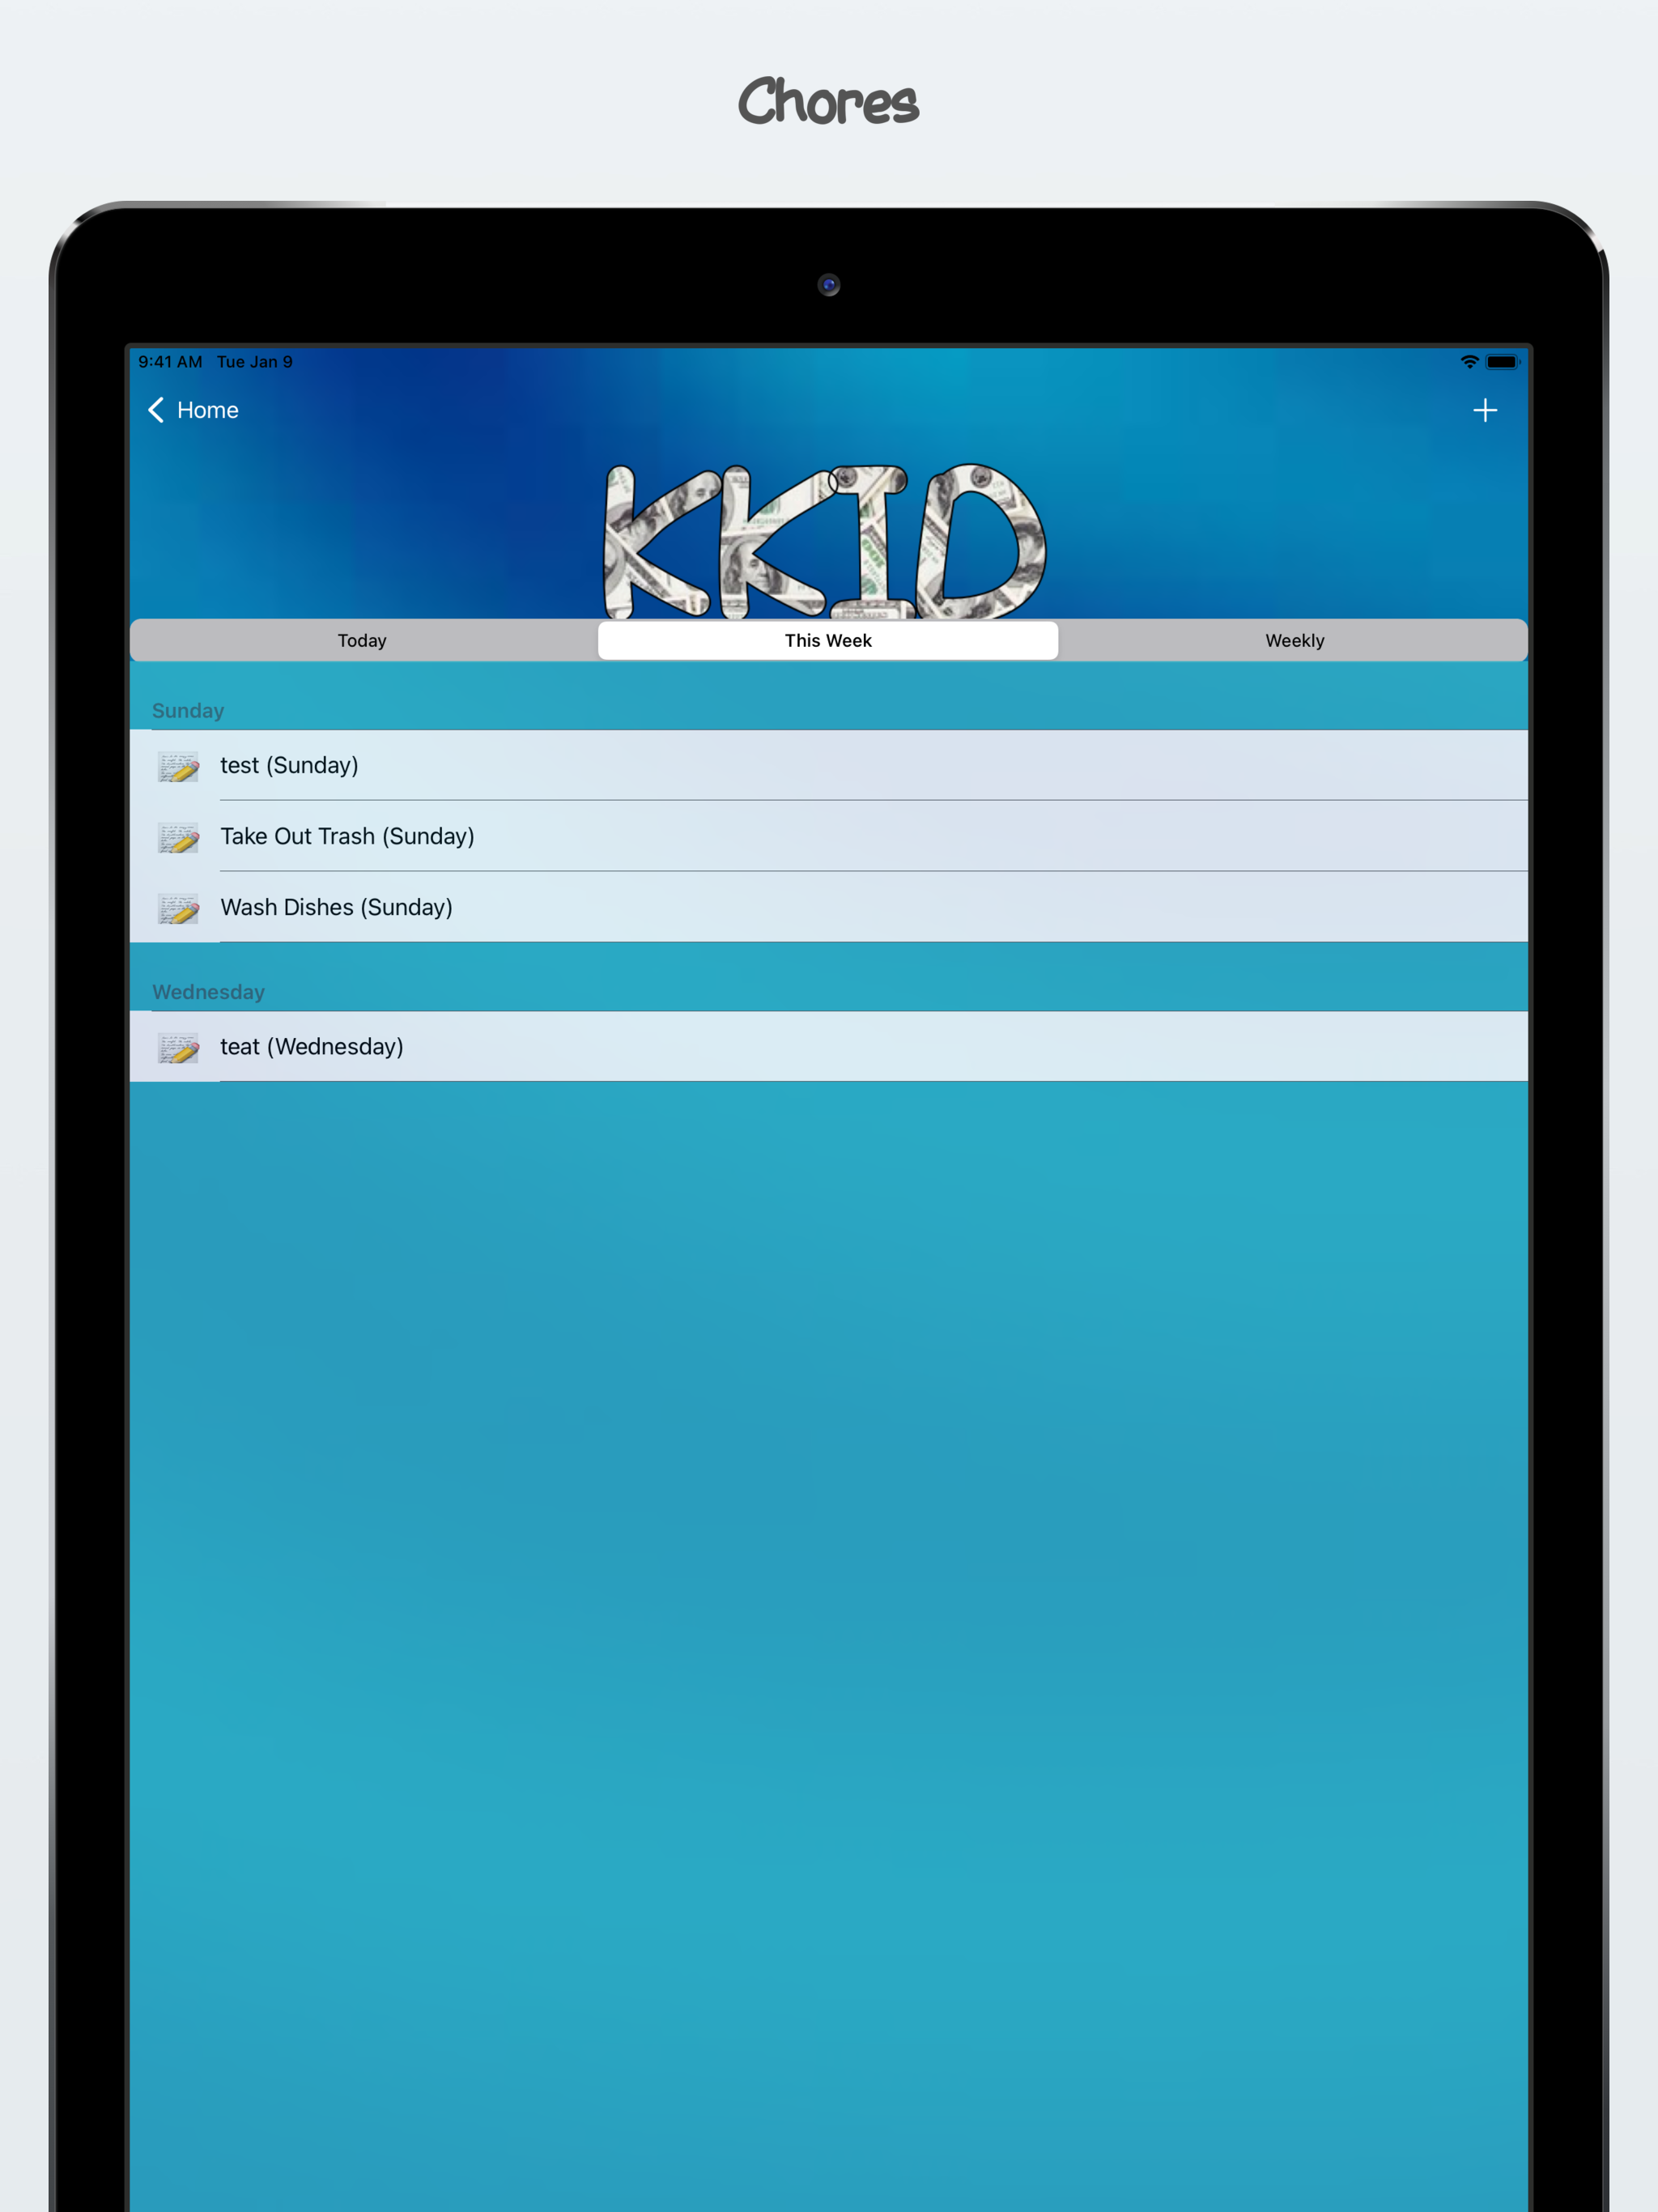 Chores
9:41 AM Tue Jan 9
Home
KKID
Today This Week Weekly
Sunday
test (Sunday)
Take Out Trash (Sunday)
Wash Dishes (Sunday)
Wednesday
teat (Wednesday)